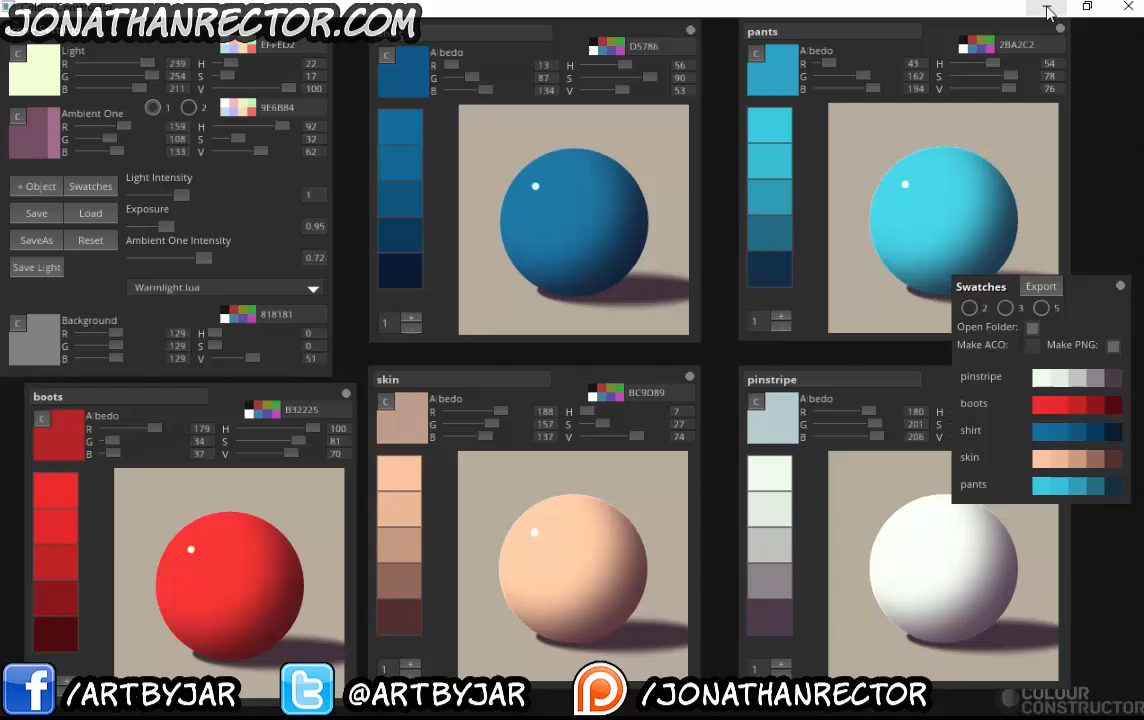 JONATHANRECTOR.COM
Light
EFFED2
R 239 H 22
G 254 S 17
B 211 V 100
C
1 2
9E6B84
Ambient One
R 159 H 92
G 108 S 32
B 133 V 62
+ Object Swatches
Light Intensity
1
Save Load
Exposure
0.95
SaveAs Reset
Ambient One Intensity
0.72
Save Light
Warmlight.lua
C
Background
818181
R 129 H 0
G 129 S 0
B 129 V 51
C
Albedo
D5786
R 13 H 56
G 87 S 90
B 134 V 53
1 + -
pants
C
Albedo
2BA2C2
R 43 H 54
G 162 S 78
B 194 V 76
1 + -
Swatches Export
2 3 5
Open Folder:
Make ACO: Make PNG:
pinstripe
boots
shirt
skin
pants
boots
C
Albedo
B32225
R 179 H 100
G 34 S 81
B 37 V 70
skin
C
Albedo
BC9D89
R 188 H 7
G 157 S 27
B 137 V 74
1 +
pinstripe
C
Albedo
R 180 H
G 201 S
B 206 V
1 +
/ARTBYJAR
@ARTBYJAR
/JONATHANRECTOR
COLOUR
CONSTRUCTOR